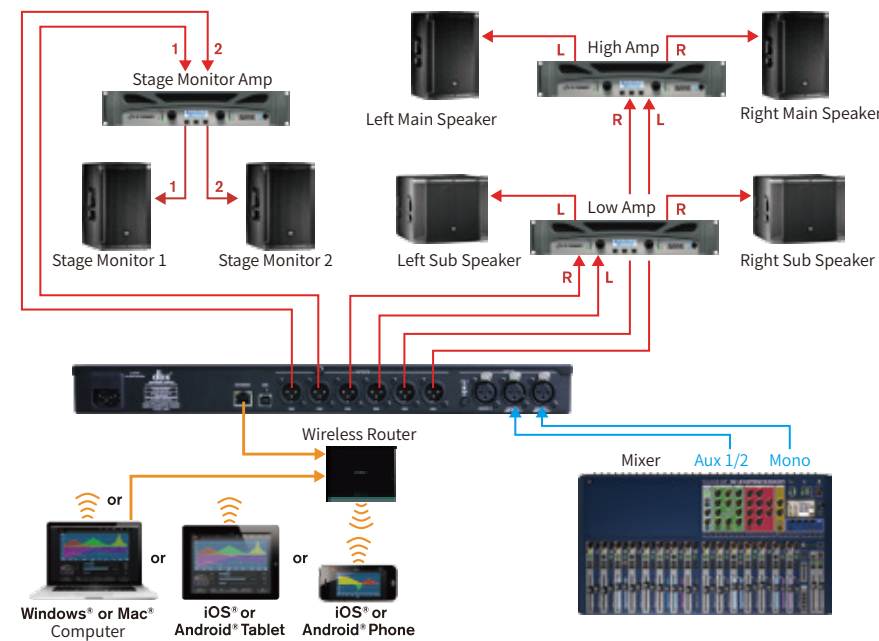 1
2
Stage Monitor Amp
1
2
Stage Monitor 1
Stage Monitor 2
L
High Amp
R
Left Main Speaker
Right Main Speaker
R
L
L
Low Amp
R
Left Sub Speaker
Right Sub Speaker
R
L
Wireless Router
Mixer
Aux 1/2
Mono
or
or
or
Windows® or Mac®
Computer
iOS® or
Android® Tablet
iOS® or
Android® Phone
dbx